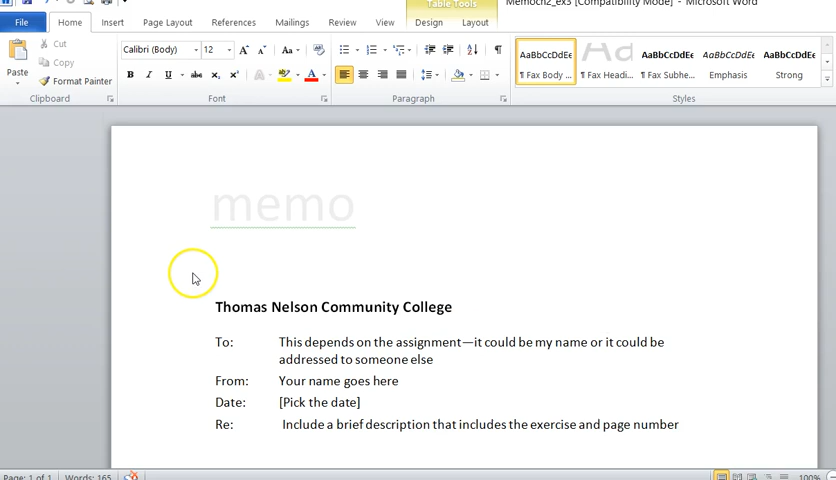 Table Tools
Memoch2_ex3 [Compatibility Mode] - Microsoft Word
File Home Insert Page Layout References Mailings Review View Design Layout
Cut
Copy
Format Painter
Paste
Clipboard
Calibri (Body) 12
Font
Paragraph
AaBbCcDdEe AaBbCcDdEe AaBbCcDdEe AaBbCcDdEe
¶ Fax Body ... ¶ Fax Headi... ¶ Fax Subhe... Emphasis Strong
Styles
memo
Thomas Nelson Community College
To: This depends on the assignment—it could be my name or it could be
addressed to someone else
From: Your name goes here
Date: [Pick the date]
Re: Include a brief description that includes the exercise and page number
Page: 1 of 1 Words: 165 100%